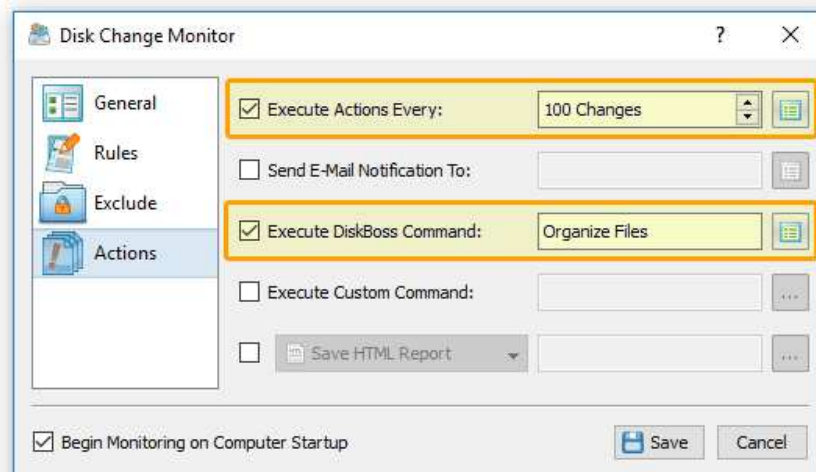 Disk Change Monitor
?
General
Execute Actions Every:
100 Changes
Rules
Send E-Mail Notification To:
Exclude
Execute DiskBoss Command:
Organize Files
Actions
Execute Custom Command:
...
Save HTML Report
...
Begin Monitoring on Computer Startup
Save
Cancel